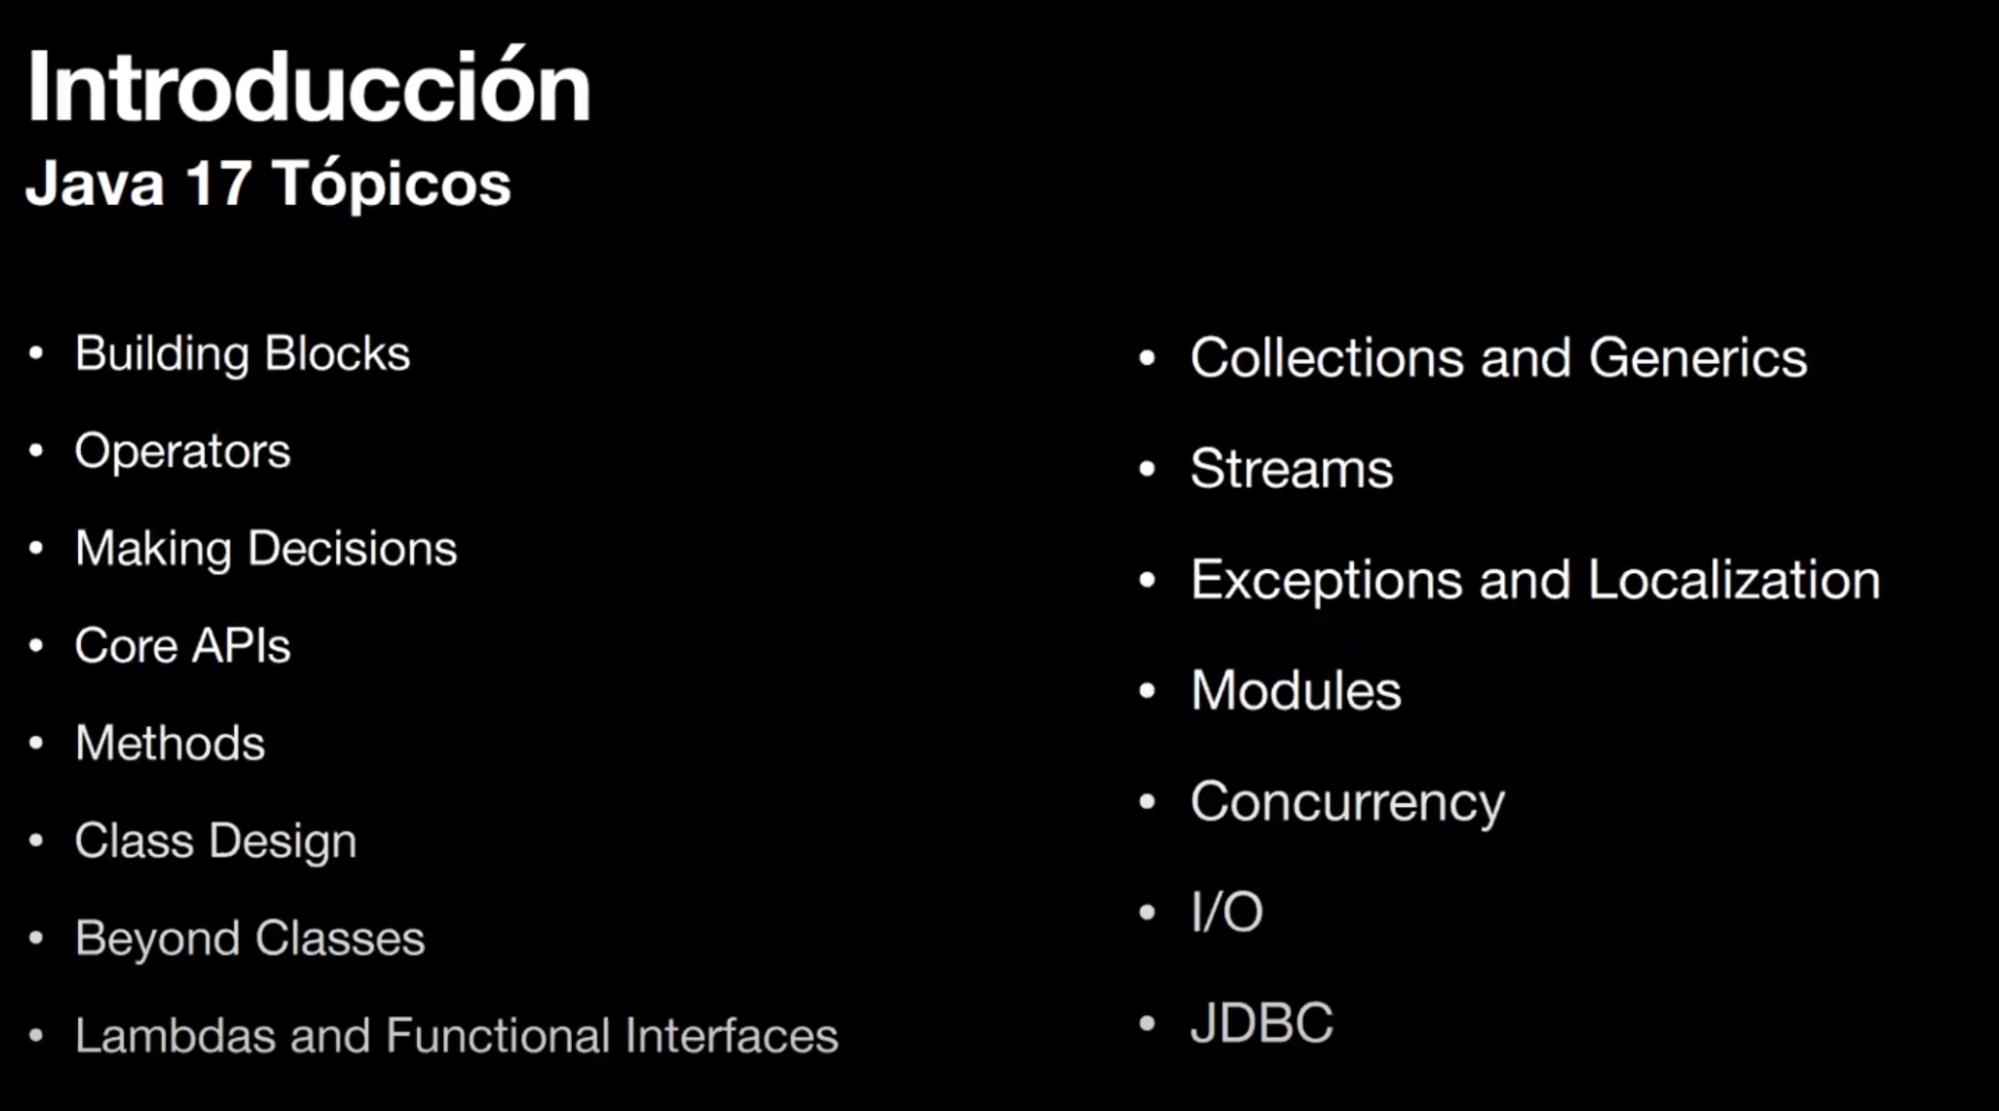 Introducción
Java 17 Tópicos
• Building Blocks
• Operators
• Making Decisions
• Core APIs
• Methods
• Class Design
• Beyond Classes
• Lambdas and Functional Interfaces
• Collections and Generics
• Streams
• Exceptions and Localization
• Modules
• Concurrency
• I/O
• JDBC